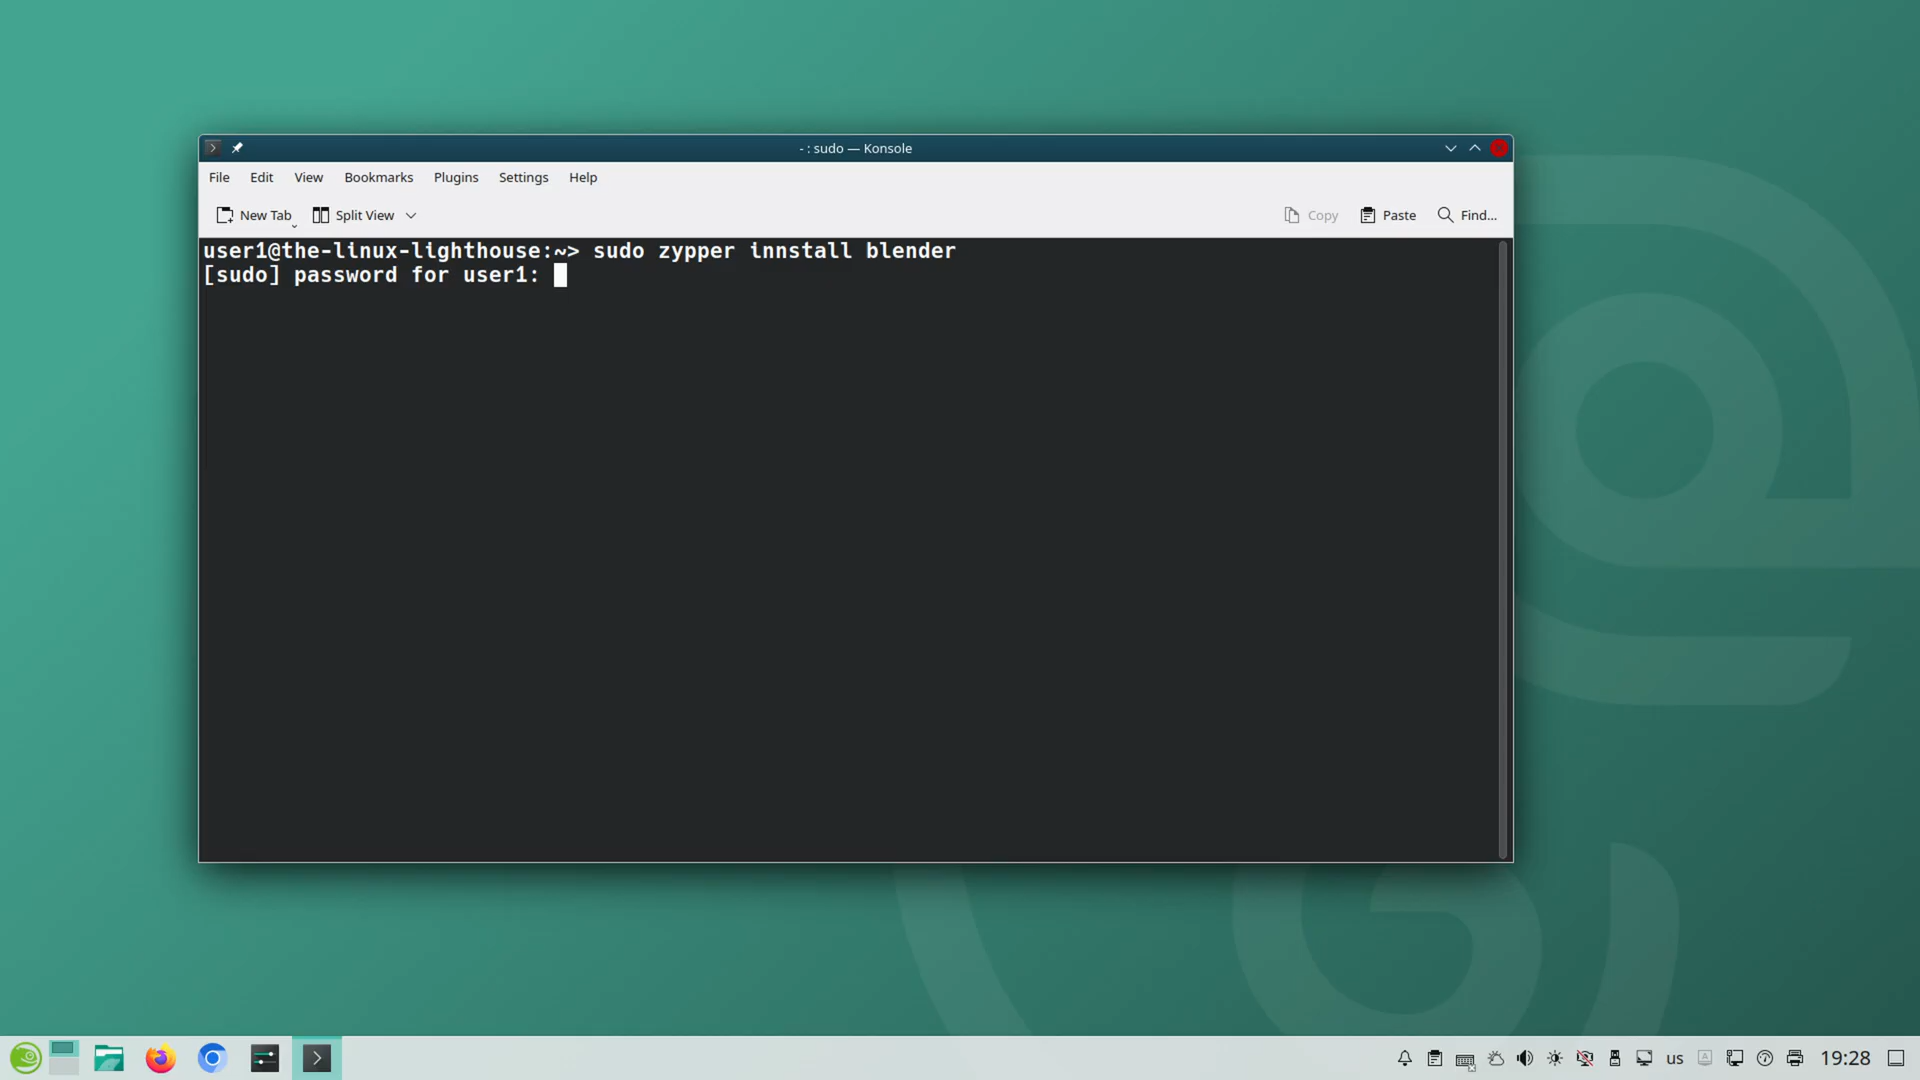 - : sudo — Konsole
File Edit View Bookmarks Plugins Settings Help
New Tab Split View Copy Paste Find...
user1@the-linux-lighthouse:~> sudo zypper innstall blender
[sudo] password for user1:
us 19:28